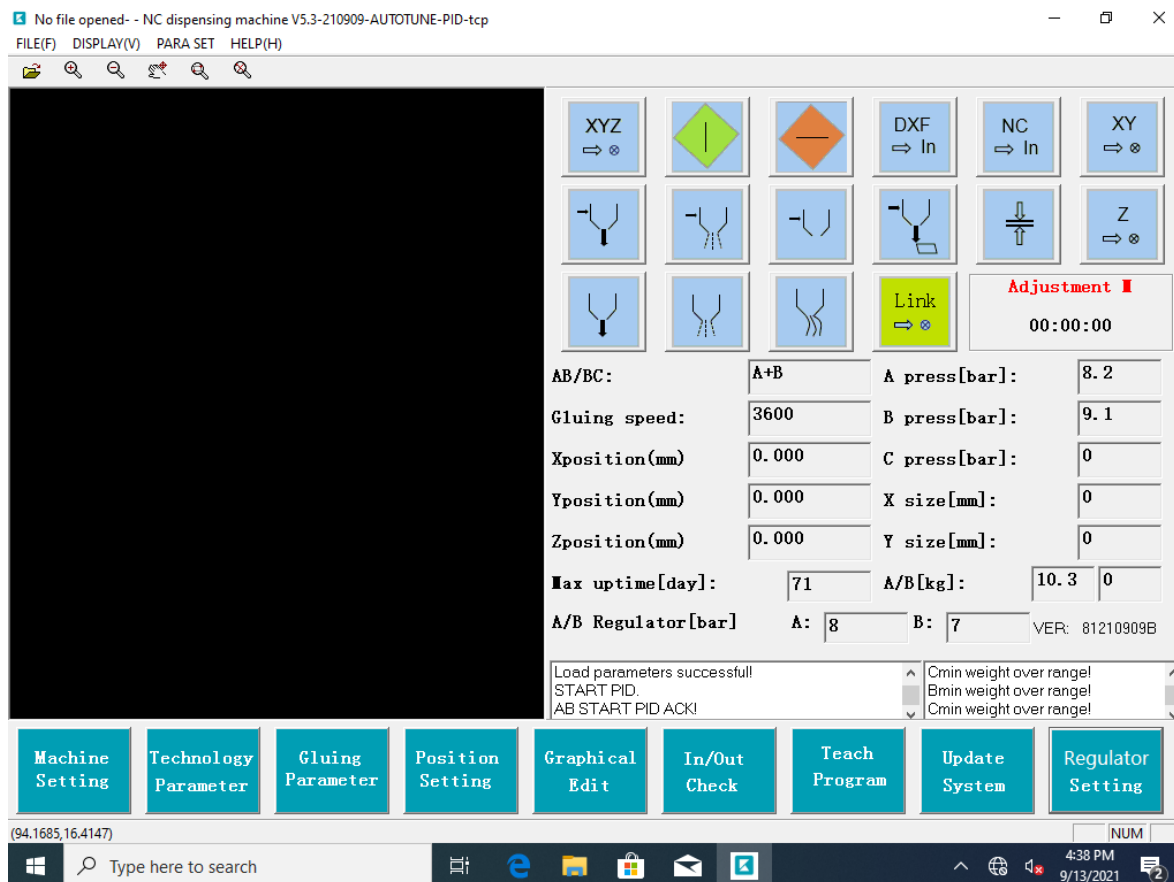 No file opened- - NC dispensing machine V5.3-210909-AUTOTUNE-PID-tcp
FILE(F) DISPLAY(V) PARA SET HELP(H)
XYZ
DXF
In
NC
In
XY
Z
Link
Adjustment M
00:00:00
AB/BC: A+B A press[bar]: 8.2
Gluing speed: 3600 B press[bar]: 9.1
Xposition(mm) 0.000 C press[bar]: 0
Yposition(mm) 0.000 X size[mm]: 0
Zposition(mm) 0.000 Y size[mm]: 0
Max uptime[day]: 71 A/B[kg]: 10.3 0
A/B Regulator[bar] A: 8 B: 7 VER: 81210909B
Load parameters successful!
START PID.
AB START PID ACK!
Cmin weight over range!
Bmin weight over range!
Cmin weight over range!
Machine
Setting
Technology
Parameter
Gluing
Parameter
Position
Setting
Graphical
Edit
In/Out
Check
Teach
Program
Update
System
Regulator
Setting
(94.1685,16.4147) NUM
Type here to search
4:38 PM
9/13/2021
2